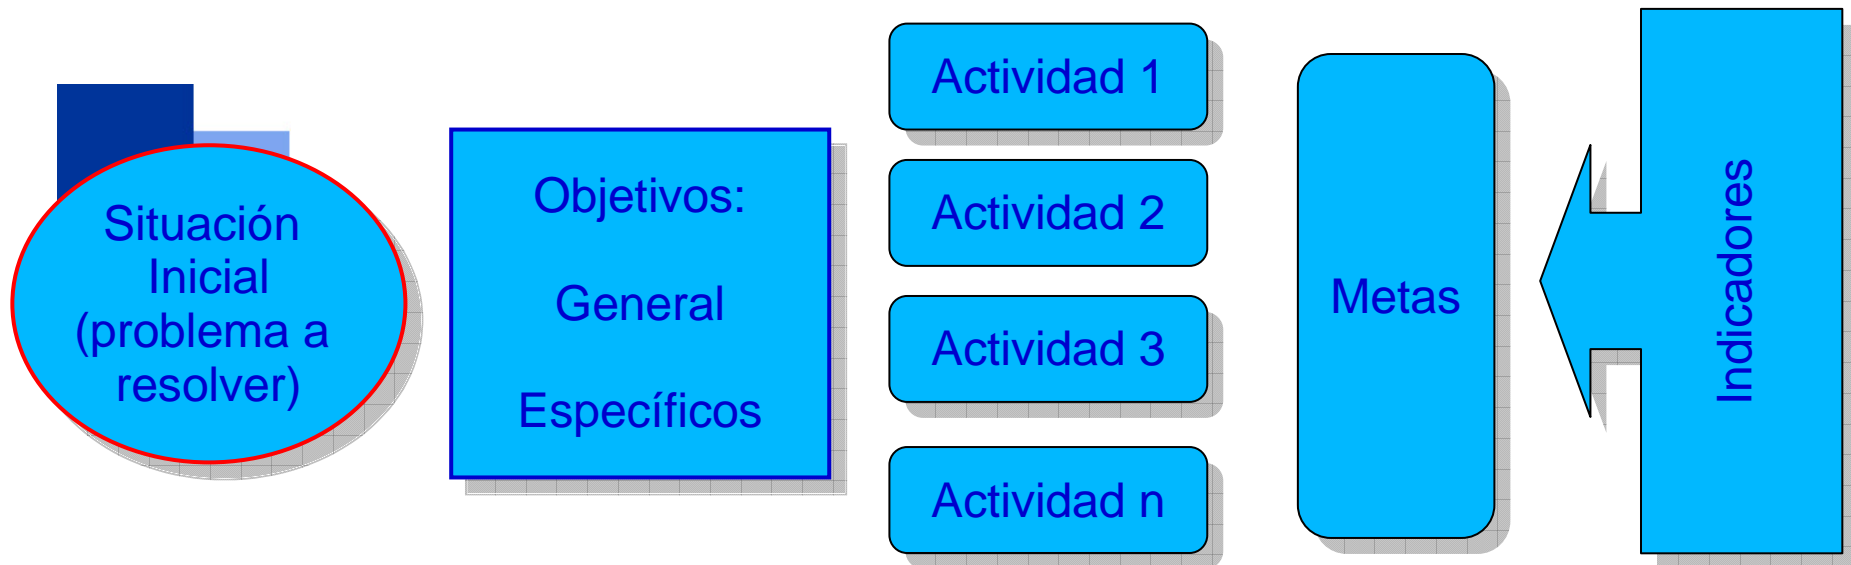 Situación
Inicial
(problema a
resolver)
Objetivos:
General
Específicos
Actividad 1
Actividad 2
Actividad 3
Actividad n
Metas
Indicadores